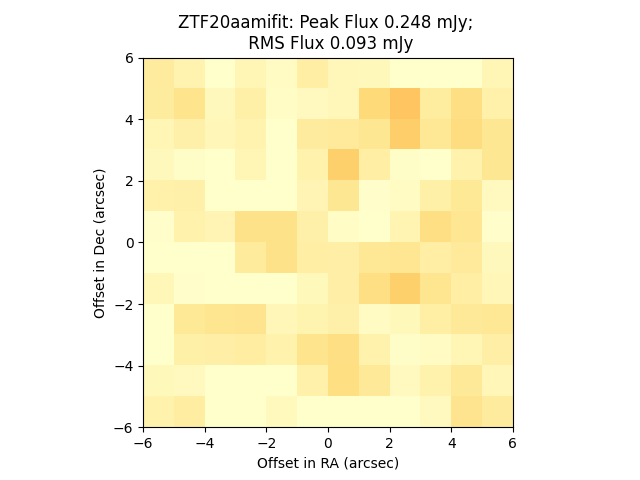 ZTF20aamifit: Peak Flux 0.248 mJy;
RMS Flux 0.093 mJy
6
4
2
0
−2
−4
−6
Offset in Dec (arcsec)
−6 −4 −2 0 2 4 6
Offset in RA (arcsec)